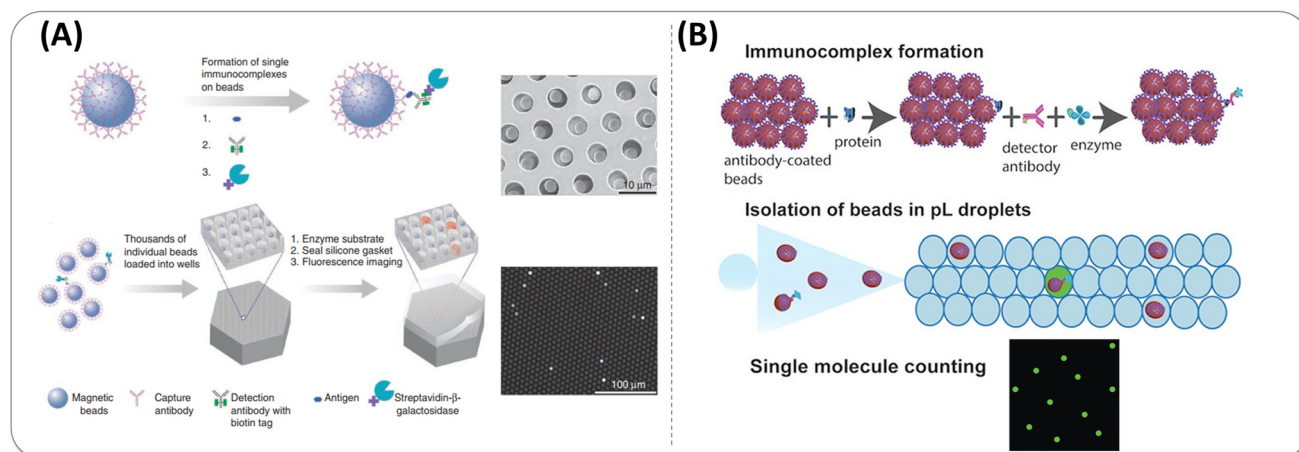 (A)
Formation of single
immunocomplexes
on beads
1.
2.
3.
10 μm
Thousands of
individual beads
loaded into wells
1. Enzyme substrate
2. Seal silicone gasket
3. Fluorescence imaging
100 μm
Magnetic
beads
Capture
antibody
Detection
antibody with
biotin tag
Antigen
Streptavidin-β-
galactosidase
(B)
Immunocomplex formation
antibody-coated
beads
protein
detector
antibody
enzyme
Isolation of beads in pL droplets
Single molecule counting